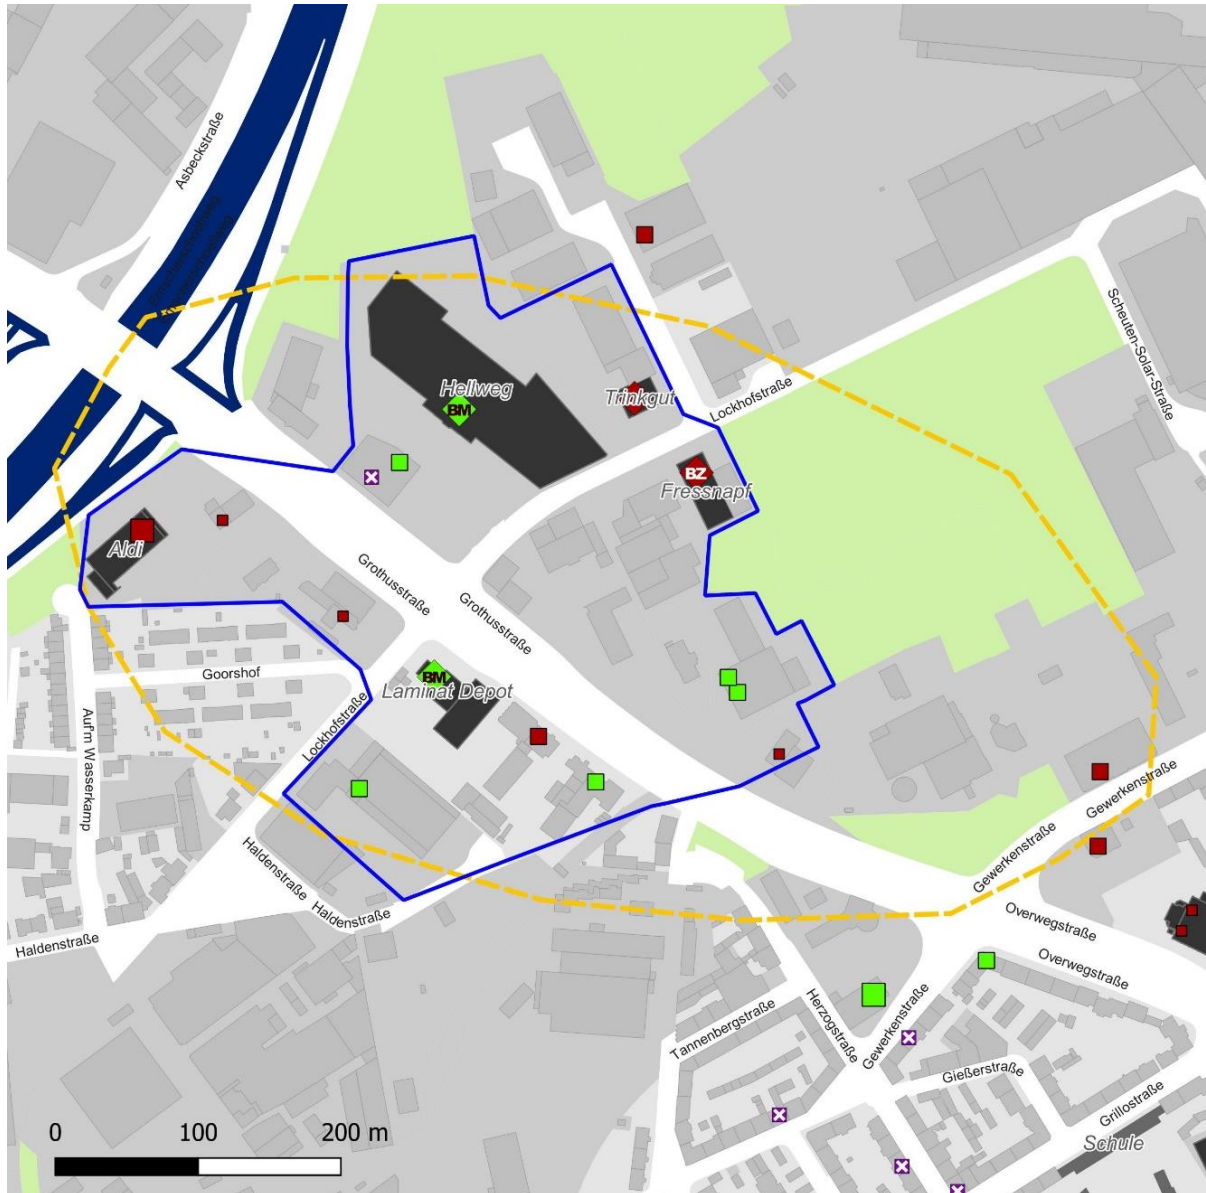 Asbeckstraße
Scheuten-Solar-Straße
Hellweg
BM
Trinkgut
Lockhofstraße
BZ
Fressnapf
Aldi
Grothusstraße
Grothusstraße
Goorshof
BM
Laminat Depot
Lockhofstraße
Auf'm Wasserkamp
Gewerkenstraße
Gewerkenstraße
Haldenstraße
Haldenstraße
Haldenstraße
Overwegstraße
Overwegstraße
Tannenbergstraße
Herzogstraße
Gewerkenstraße
Gießerstraße
Grillostraße
Schule
0 100 200 m